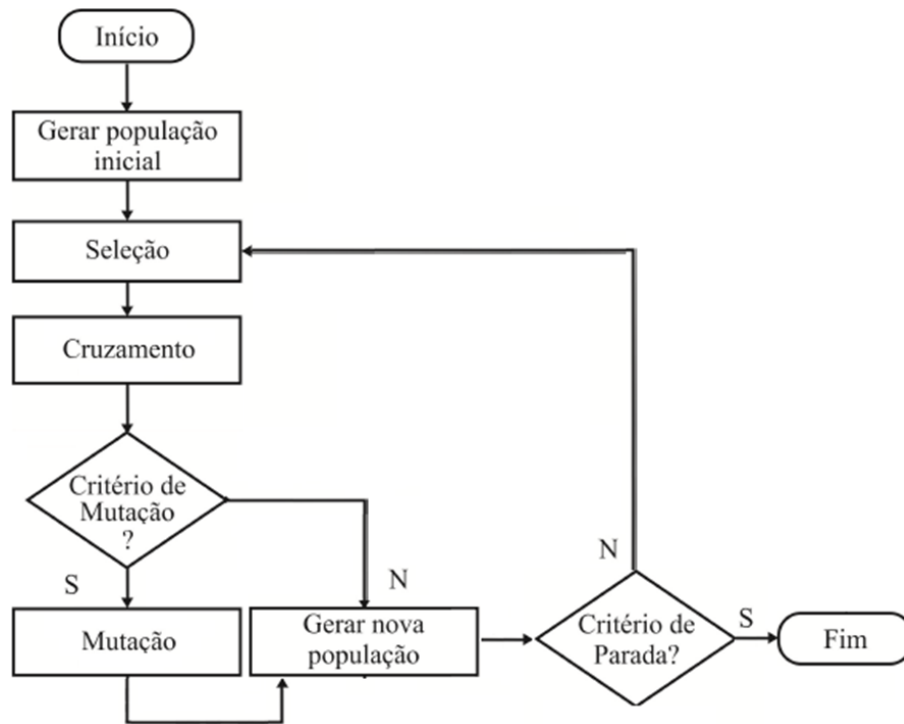 Início
Gerar população
inicial
Seleção
Cruzamento
Critério de
Mutação
?
S
N
Mutação
Gerar nova
população
N
Critério de
Parada?
S
Fim